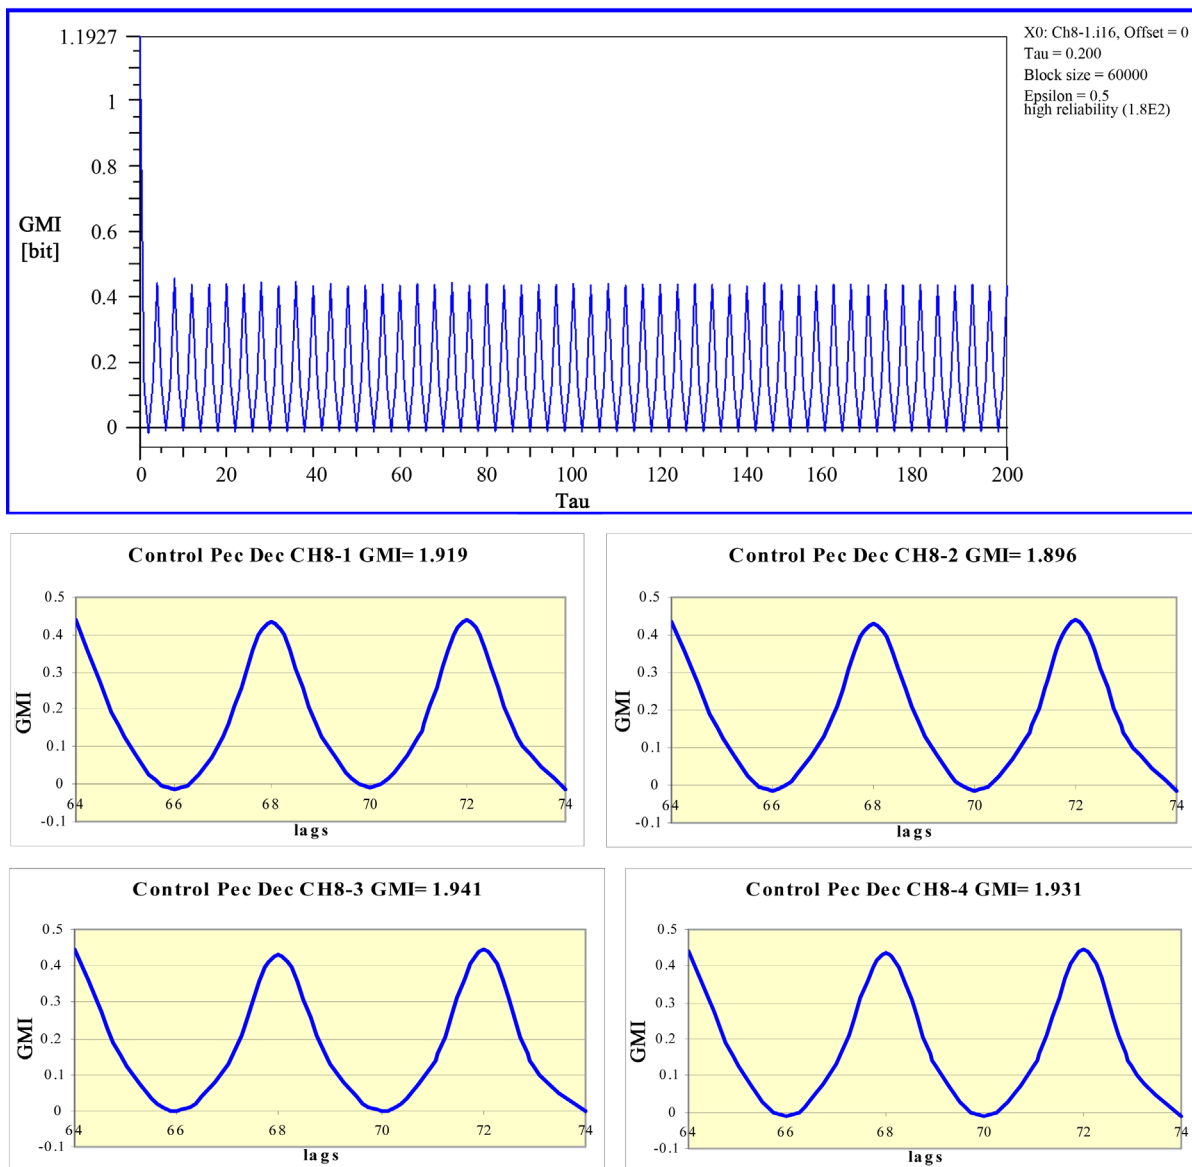 1.1927
1
0.8
0.6
0.4
0.2
0
GMI
[bit]
0 20 40 60 80 100 120 140 160 180 200
Tau
X0: Ch8-1.i16, Offset = 0
Tau = 0.200
Block size = 60000
Epsilon = 0.5
high reliability (1.8E2)
Control Pec Dec CH8-1 GMI= 1.919
0.5
0.4
0.3
0.2
0.1
0
-0.1
GMI
64 66 68 70 72 74
lags
Control Pec Dec CH8-2 GMI= 1.896
0.5
0.4
0.3
0.2
0.1
0
-0.1
GMI
64 66 68 70 72 74
lags
Control Pec Dec CH8-3 GMI= 1.941
0.5
0.4
0.3
0.2
0.1
0
-0.1
GMI
64 66 68 70 72 74
lags
Control Pec Dec CH8-4 GMI= 1.931
0.5
0.4
0.3
0.2
0.1
0
-0.1
GMI
64 66 68 70 72 74
lags